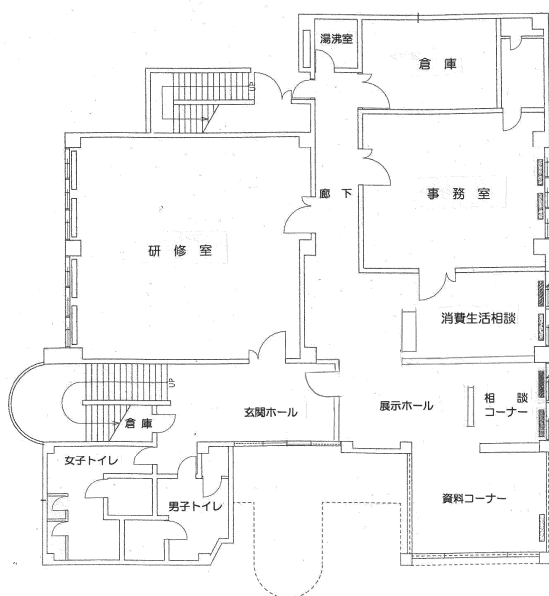 湯沸室
倉庫
UP
廊下
事務室
研修室
消費生活相談
UP
玄関ホール
展示ホール
相談
コーナー
倉庫
女子トイレ
男子トイレ
資料コーナー